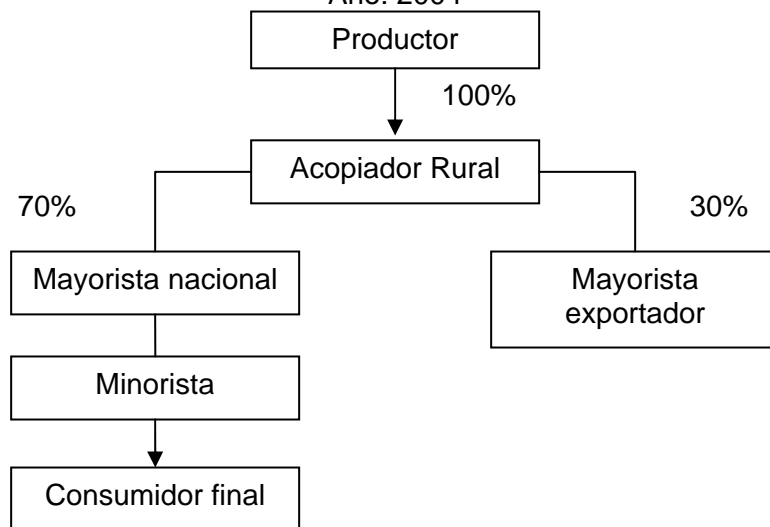 Productor
100%
Acopiador Rural
70%
30%
Mayorista nacional
Mayorista
exportador
Minorista
Consumidor final